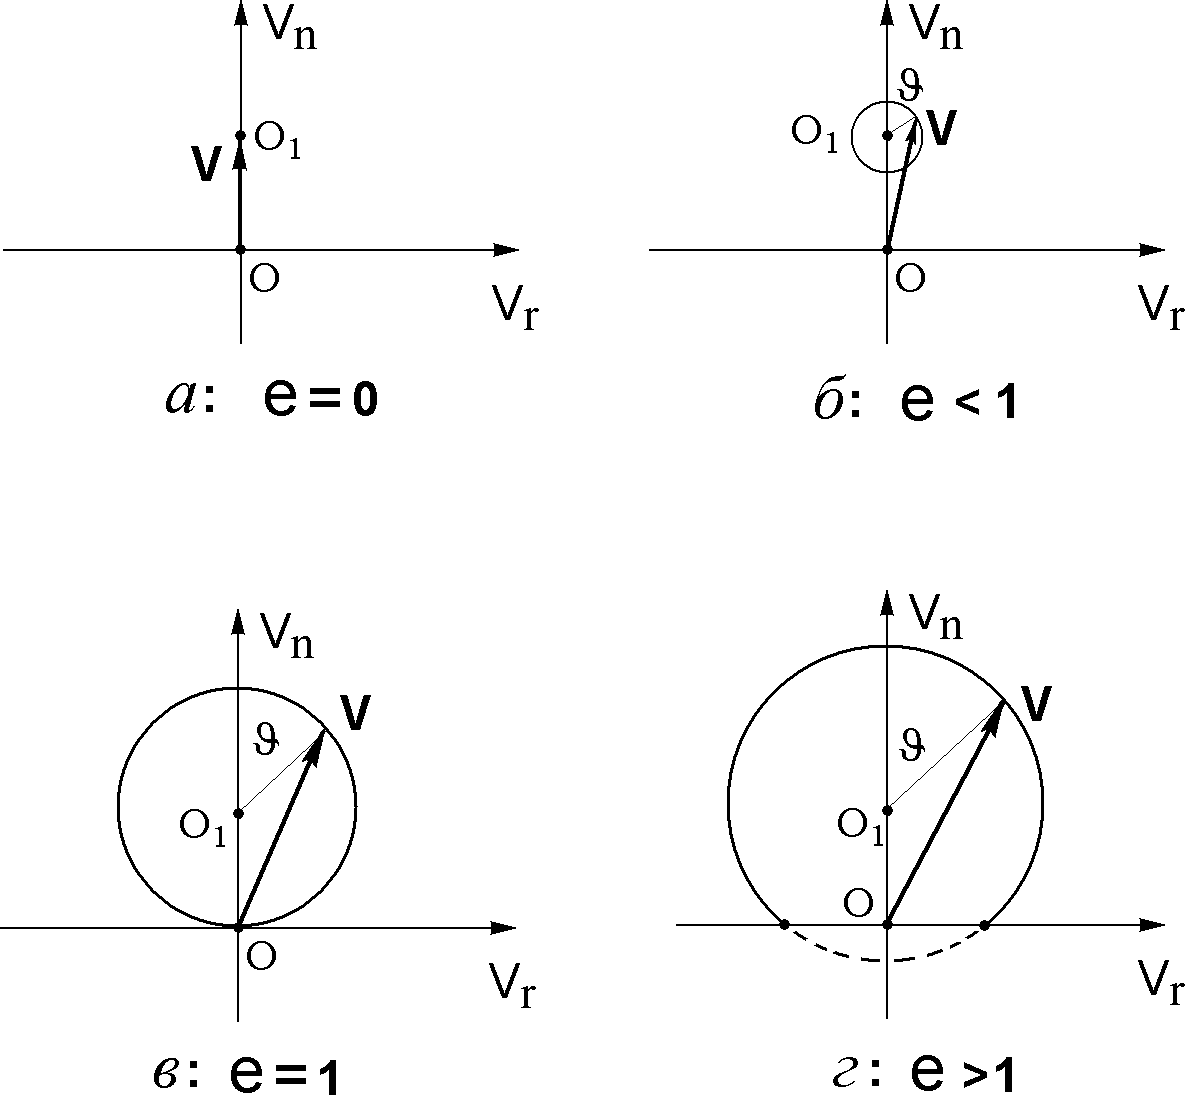 Vn
O1
V
O
Vr
а: e = 0
Vn
ϑ
O1
V
O
Vr
б: e < 1
Vn
V
ϑ
O1
O
Vr
в: e = 1
Vn
V
ϑ
O1
O
Vr
г: e > 1